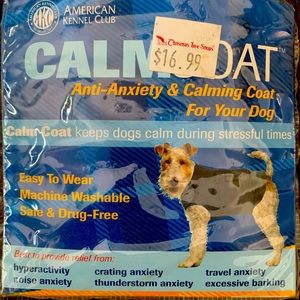 AKC
AMERICAN
KENNEL CLUB
Christmas Tree Shops
$16.99
CALM OAT™
Anti-Anxiety & Calming Coat
For Your Dog
Calm Coat keeps dogs calm during stressful times
Easy To Wear
Machine Washable
Safe & Drug-Free
Best to provide relief from:
hyperactivity crating anxiety travel anxiety
noise anxiety thunderstorm anxiety excessive barking